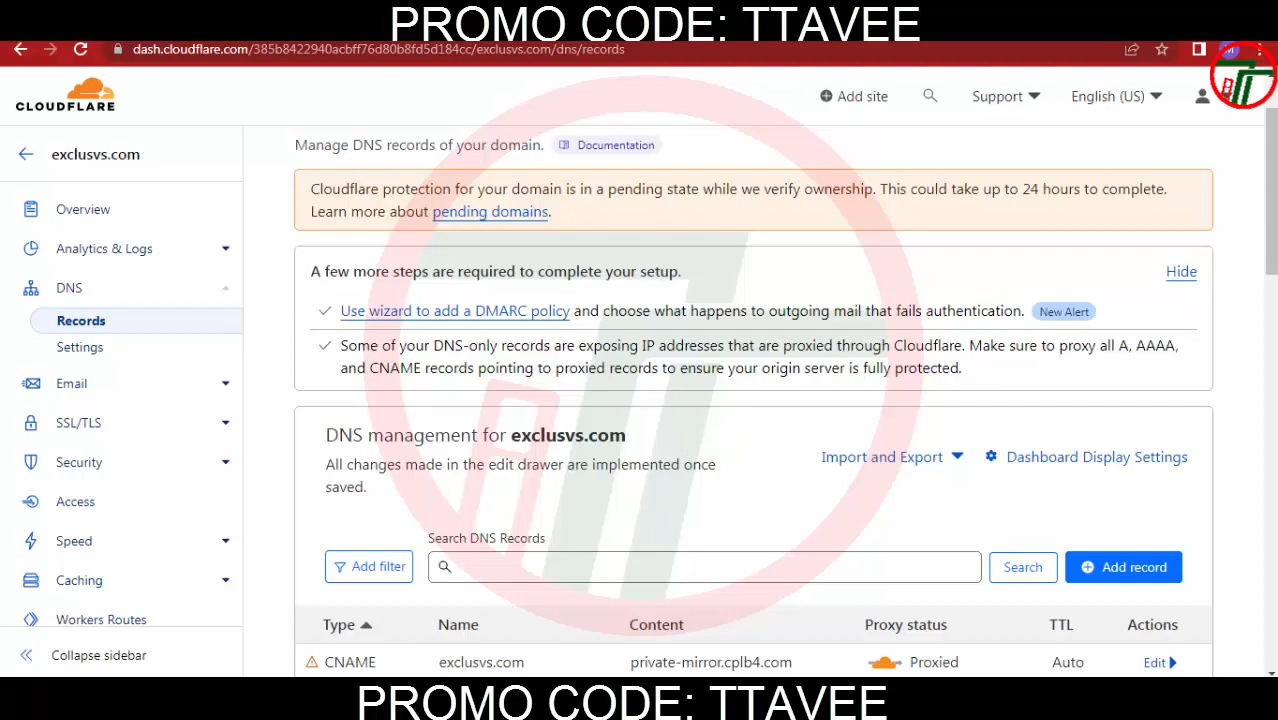 PROMO CODE: TTAVEE
dash.cloudflare.com/385b8422940acbff76d80b8fd5d184cc/exclusvs.com/dns/records
CLOUDFLARE
Add site
Support
English (US)
exclusvs.com
Overview
Analytics & Logs
DNS
Records
Settings
Email
SSL/TLS
Security
Access
Speed
Caching
Workers Routes
Collapse sidebar
Manage DNS records of your domain. Documentation
Cloudflare protection for your domain is in a pending state while we verify ownership. This could take up to 24 hours to complete.
Learn more about pending domains.
A few more steps are required to complete your setup. Hide
Use wizard to add a DMARC policy and choose what happens to outgoing mail that fails authentication. New Alert
Some of your DNS-only records are exposing IP addresses that are proxied through Cloudflare. Make sure to proxy all A, AAAA,
and CNAME records pointing to proxied records to ensure your origin server is fully protected.
DNS management for exclusvs.com
All changes made in the edit drawer are implemented once
saved.
Import and Export Dashboard Display Settings
Search DNS Records
Add filter Search Add record
Type Name Content Proxy status TTL Actions
CNAME exclusvs.com private-mirror.cplb4.com Proxied Auto Edit
PROMO CODE: TTAVEE